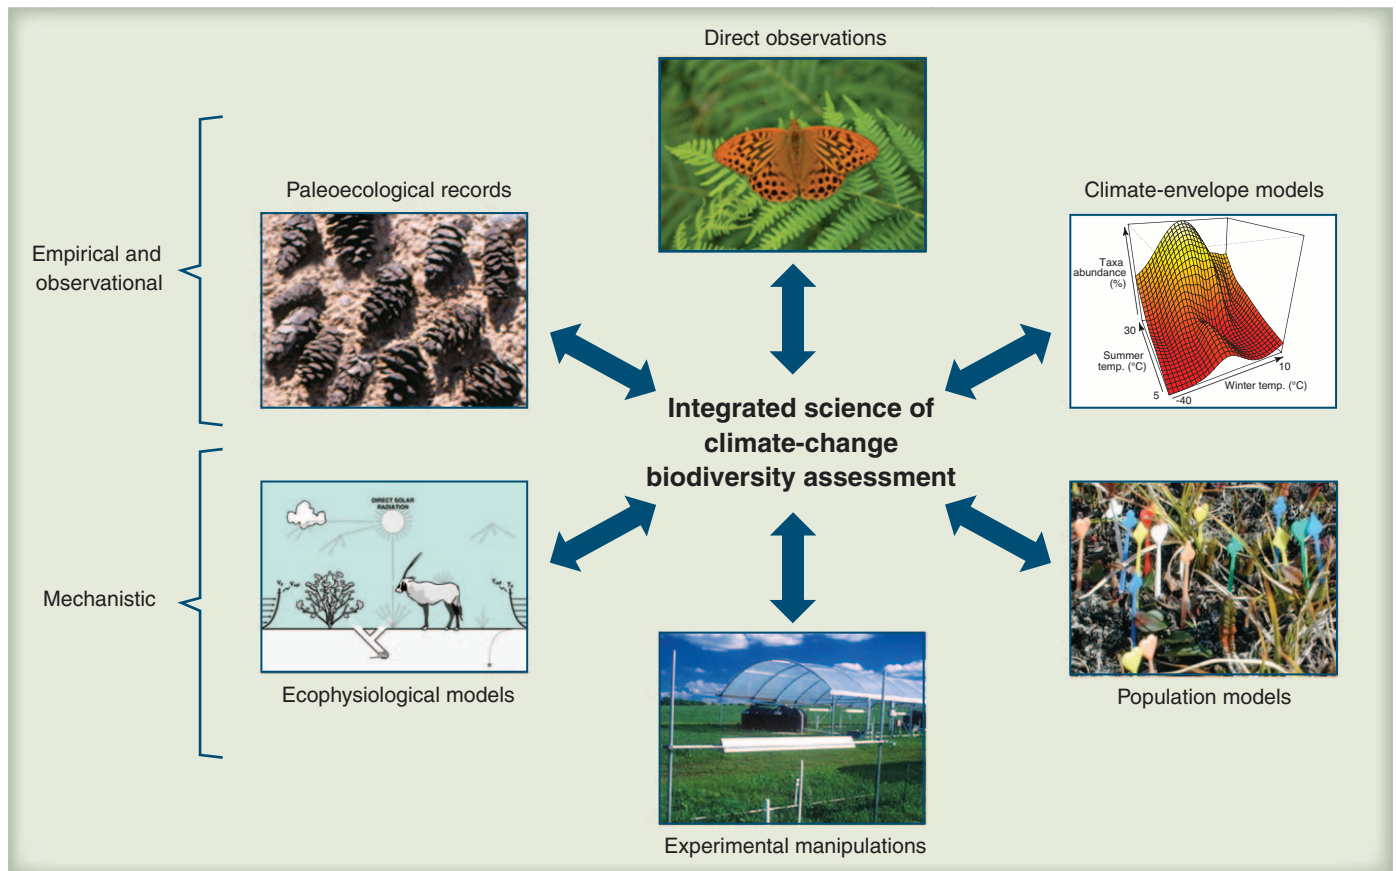 Direct observations
Paleoecological records
Climate-envelope models
Empirical and
observational
Taxa
abundance
(%)
30
Summer
temp. (°C)
5
-40
Winter temp. (°C)
10
Integrated science of
climate-change
biodiversity assessment
Mechanistic
DIRECT SOLAR
RADIATION
Ecophysiological models
Population models
Experimental manipulations